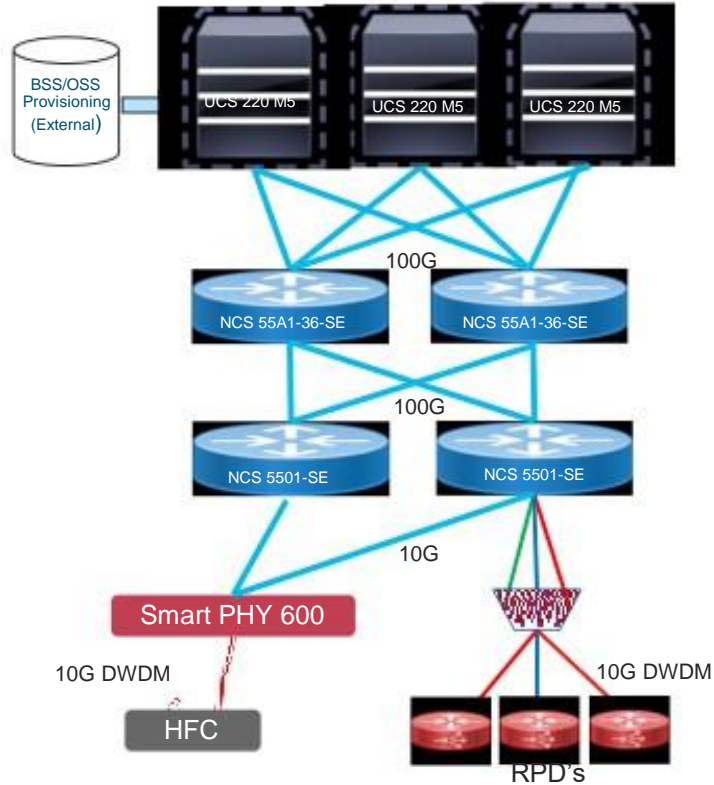 BSS/OSS
Provisioning
(External)
UCS 220 M5
UCS 220 M5
UCS 220 M5
100G
NCS 55A1-36-SE
NCS 55A1-36-SE
100G
NCS 5501-SE
NCS 5501-SE
10G
Smart PHY 600
10G DWDM
10G DWDM
HFC
RPD's